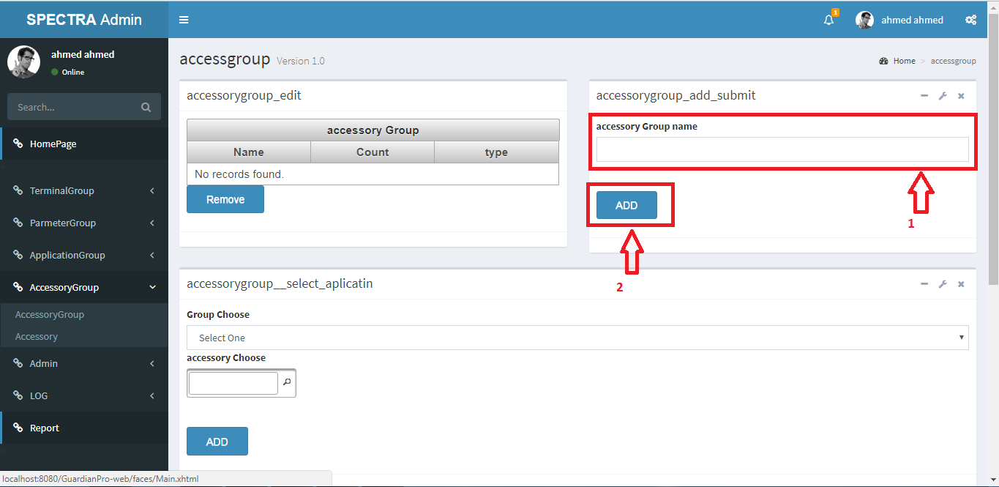 SPECTRA Admin
1
ahmed ahmed
ahmed ahmed
Online
Search...
HomePage
TerminalGroup
ParmeterGroup
ApplicationGroup
AccessoryGroup
AccessoryGroup
Accessory
Admin
LOG
Report
accessgroup Version 1.0
Home > accessgroup
accessorygroup_edit
accessory Group
Name Count type
No records found.
Remove
accessorygroup_add_submit
accessory Group name
ADD
1
2
accessorygroup__select_aplicatin
Group Choose
Select One
accessory Choose
ADD
localhost:8080/GuardianPro-web/faces/Main.xhtml